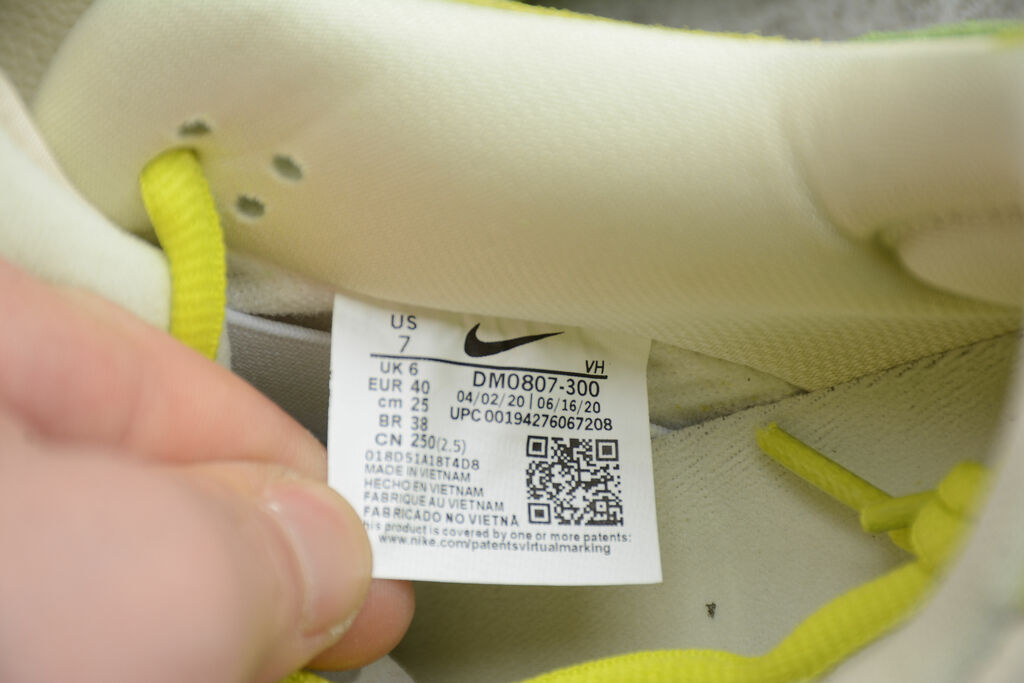 US
7
VH
UK 6
DM0807-300
EUR 40
04/02/20 | 06/16/20
cm 25
UPC 00194276067208
BR 38
CN 250(2.5)
018D51A18T4D8
MADE IN VIETNAM
HECHO EN VIETNAM
FABRIQUE AU VIETNAM
FABRICADO NO VIETNÃ
his product is covered by one or more patents:
www.nike.com/patentsvirtualmarking